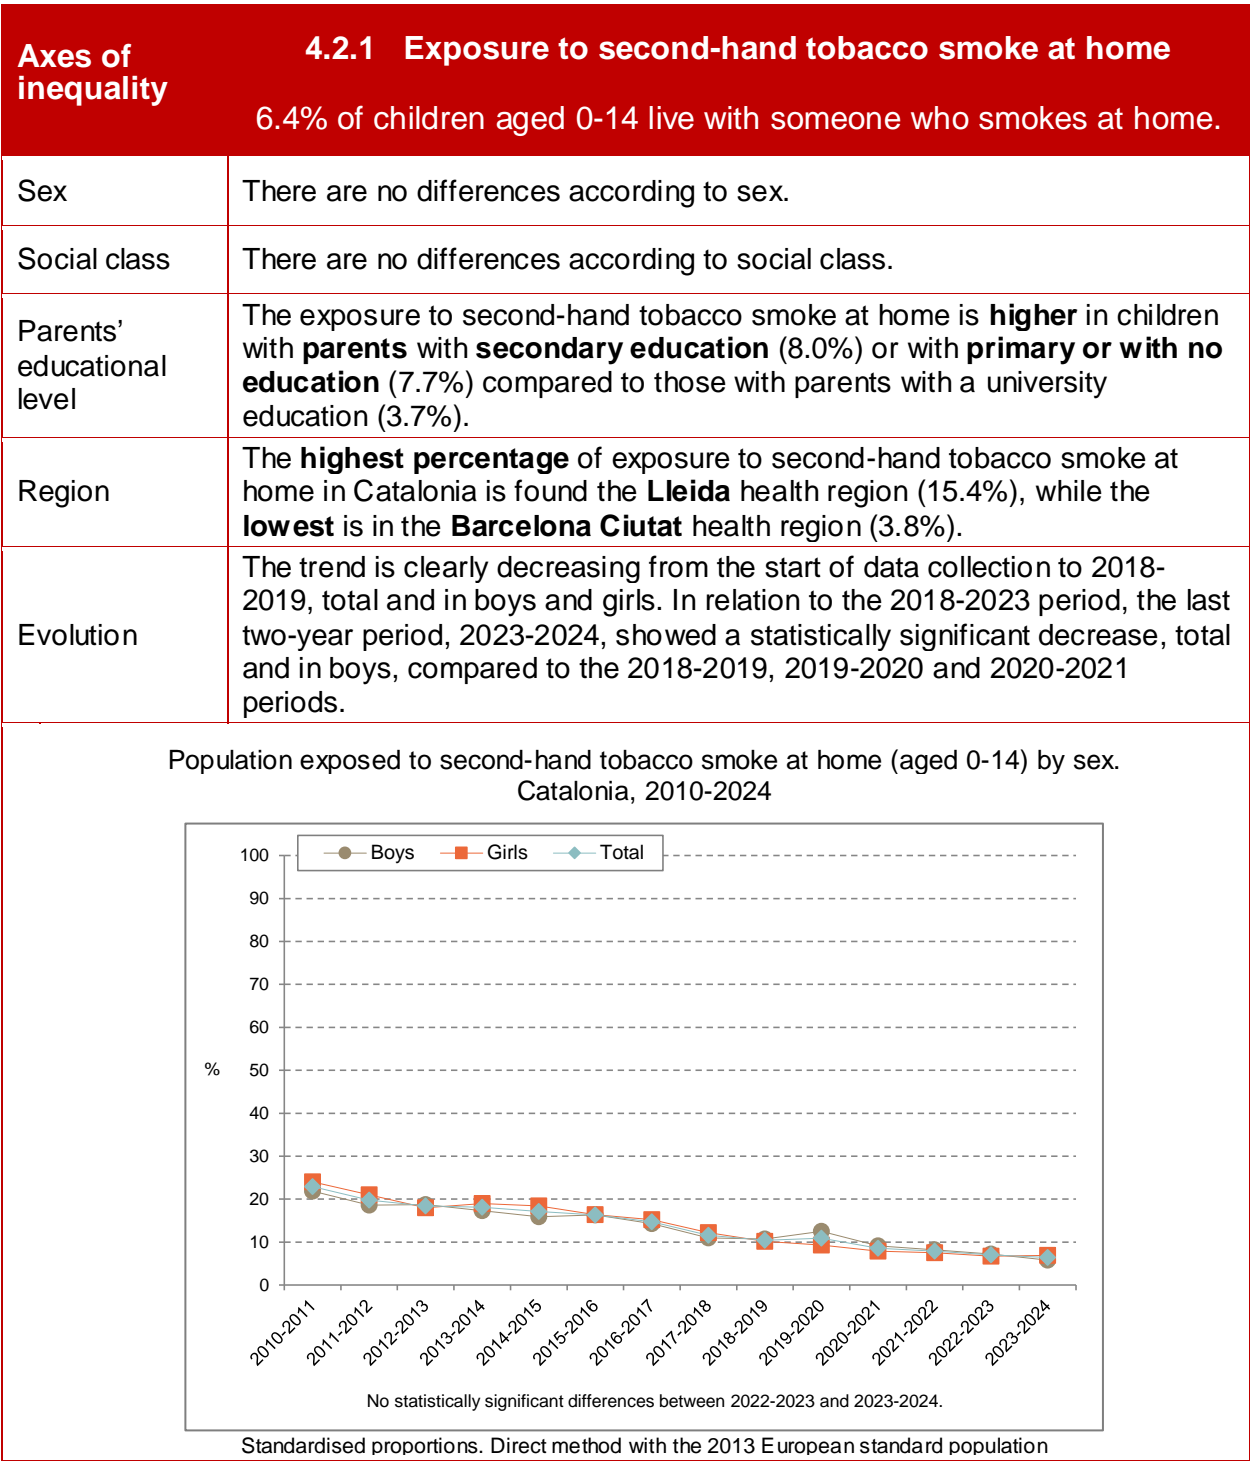 Axes of
inequality
4.2.1 Exposure to second-hand tobacco smoke at home
6.4% of children aged 0-14 live with someone who smokes at home.
Sex
There are no differences according to sex.
Social class
There are no differences according to social class.
Parents’
educational
level
The exposure to second-hand tobacco smoke at home is higher in children
with parents with secondary education (8.0%) or with primary or with no
education (7.7%) compared to those with parents with a university
education (3.7%).
Region
The highest percentage of exposure to second-hand tobacco smoke at
home in Catalonia is found the Lleida health region (15.4%), while the
lowest is in the Barcelona Ciutat health region (3.8%).
Evolution
The trend is clearly decreasing from the start of data collection to 2018-
2019, total and in boys and girls. In relation to the 2018-2023 period, the last
two-year period, 2023-2024, showed a statistically significant decrease, total
and in boys, compared to the 2018-2019, 2019-2020 and 2020-2021
periods.
Population exposed to second-hand tobacco smoke at home (aged 0-14) by sex.
Catalonia, 2010-2024
Boys Girls Total
100
90
80
70
60
50
40
30
20
10
0
%
2010-2011
2011-2012
2012-2013
2013-2014
2014-2015
2015-2016
2016-2017
2017-2018
2018-2019
2019-2020
2020-2021
2021-2022
2022-2023
2023-2024
No statistically significant differences between 2022-2023 and 2023-2024.
Standardised proportions. Direct method with the 2013 European standard population